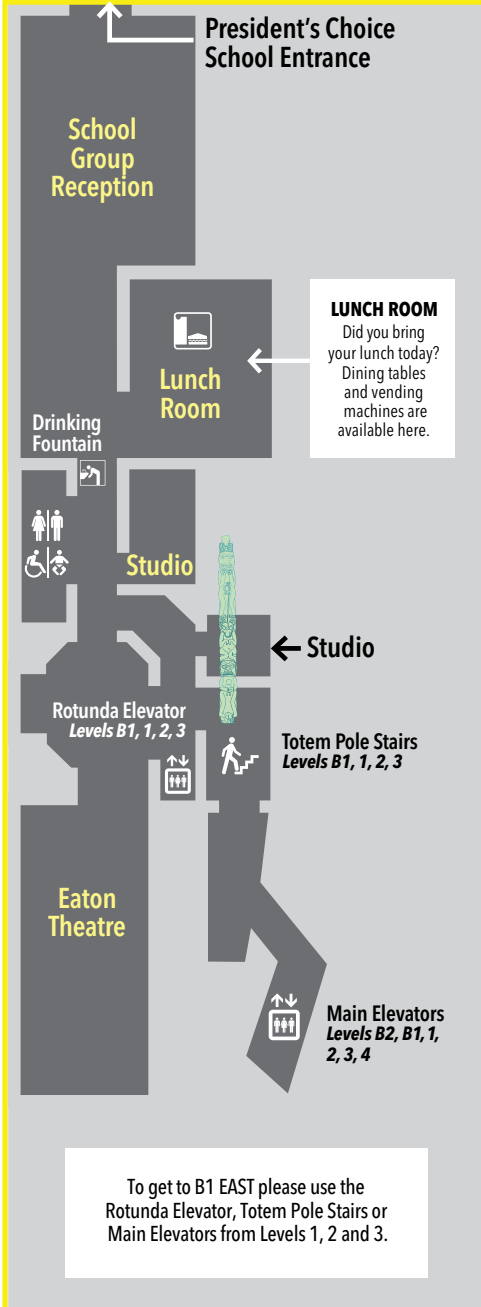 President’s Choice
School Entrance
School
Group
Reception
LUNCH ROOM
Did you bring
your lunch today?
Dining tables
and vending
machines are
available here.
Lunch
Room
Drinking
Fountain
Studio
Studio
Rotunda Elevator
Levels B1, 1, 2, 3
Totem Pole Stairs
Levels B1, 1, 2, 3
Eaton
Theatre
Main Elevators
Levels B2, B1, 1,
2, 3, 4
To get to B1 EAST please use the
Rotunda Elevator, Totem Pole Stairs or
Main Elevators from Levels 1, 2 and 3.